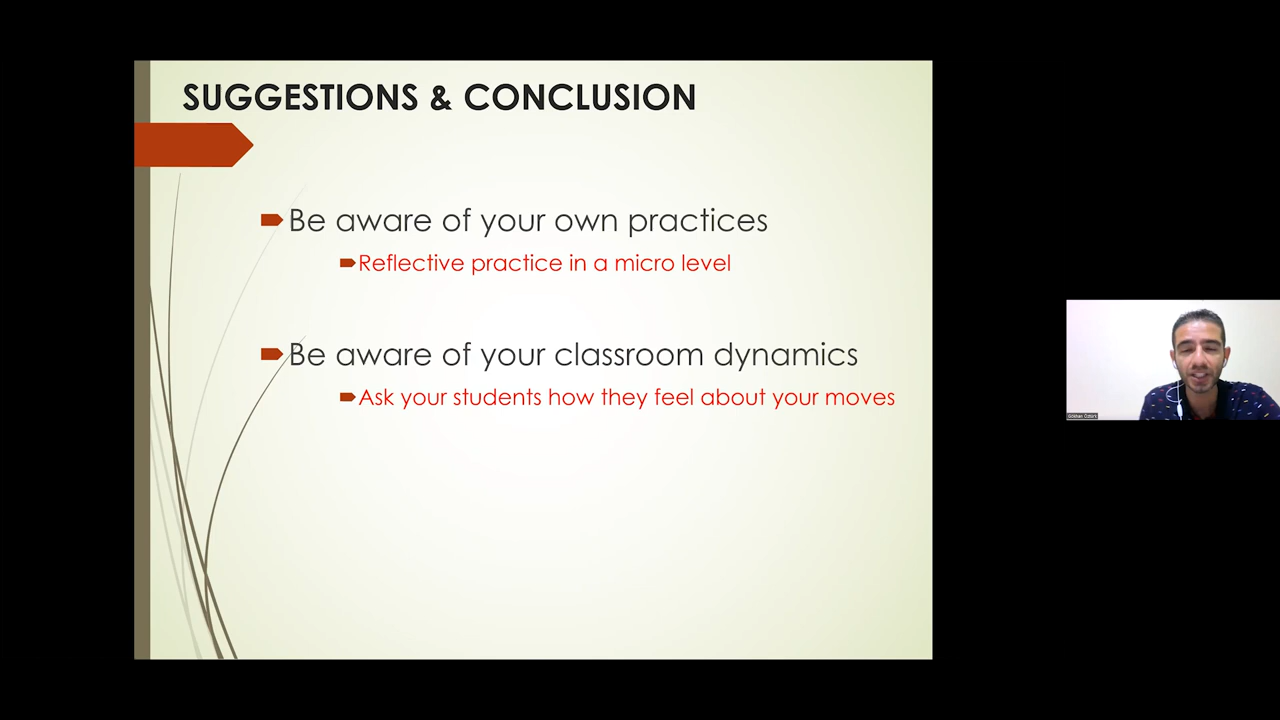 SUGGESTIONS & CONCLUSION
Be aware of your own practices
Reflective practice in a micro level
Be aware of your classroom dynamics
Ask your students how they feel about your moves